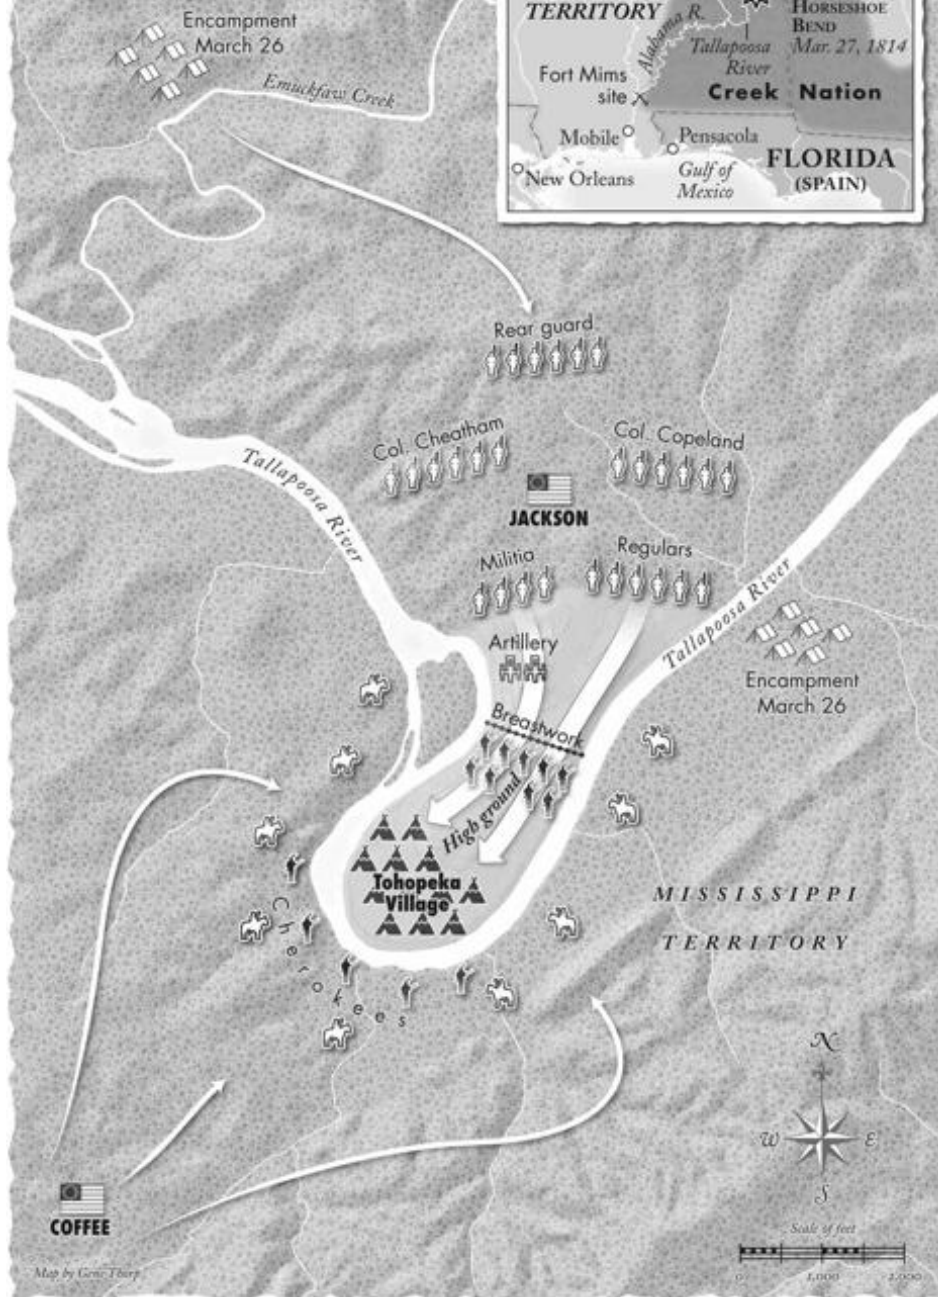 Encampment
March 26
Emuckfaw Creek
TERRITORY
Alabama R.
HORSESHOE
BEND
Mar. 27, 1814
Tallapoosa
River
Fort Mims
site
Creek Nation
Mobile
Pensacola
New Orleans
Gulf of
Mexico
FLORIDA
(SPAIN)
Rear guard
Col. Cheatham
Col. Copeland
JACKSON
Tallapoosa River
Militia
Regulars
Tallapoosa River
Artillery
Encampment
March 26
Breastwork
High ground
Tohopeka
Village
Cherokees
MISSISSIPPI
TERRITORY
N
W
E
S
COFFEE
Scale of feet
0 1,000 2,000
Map by Gene Thorp